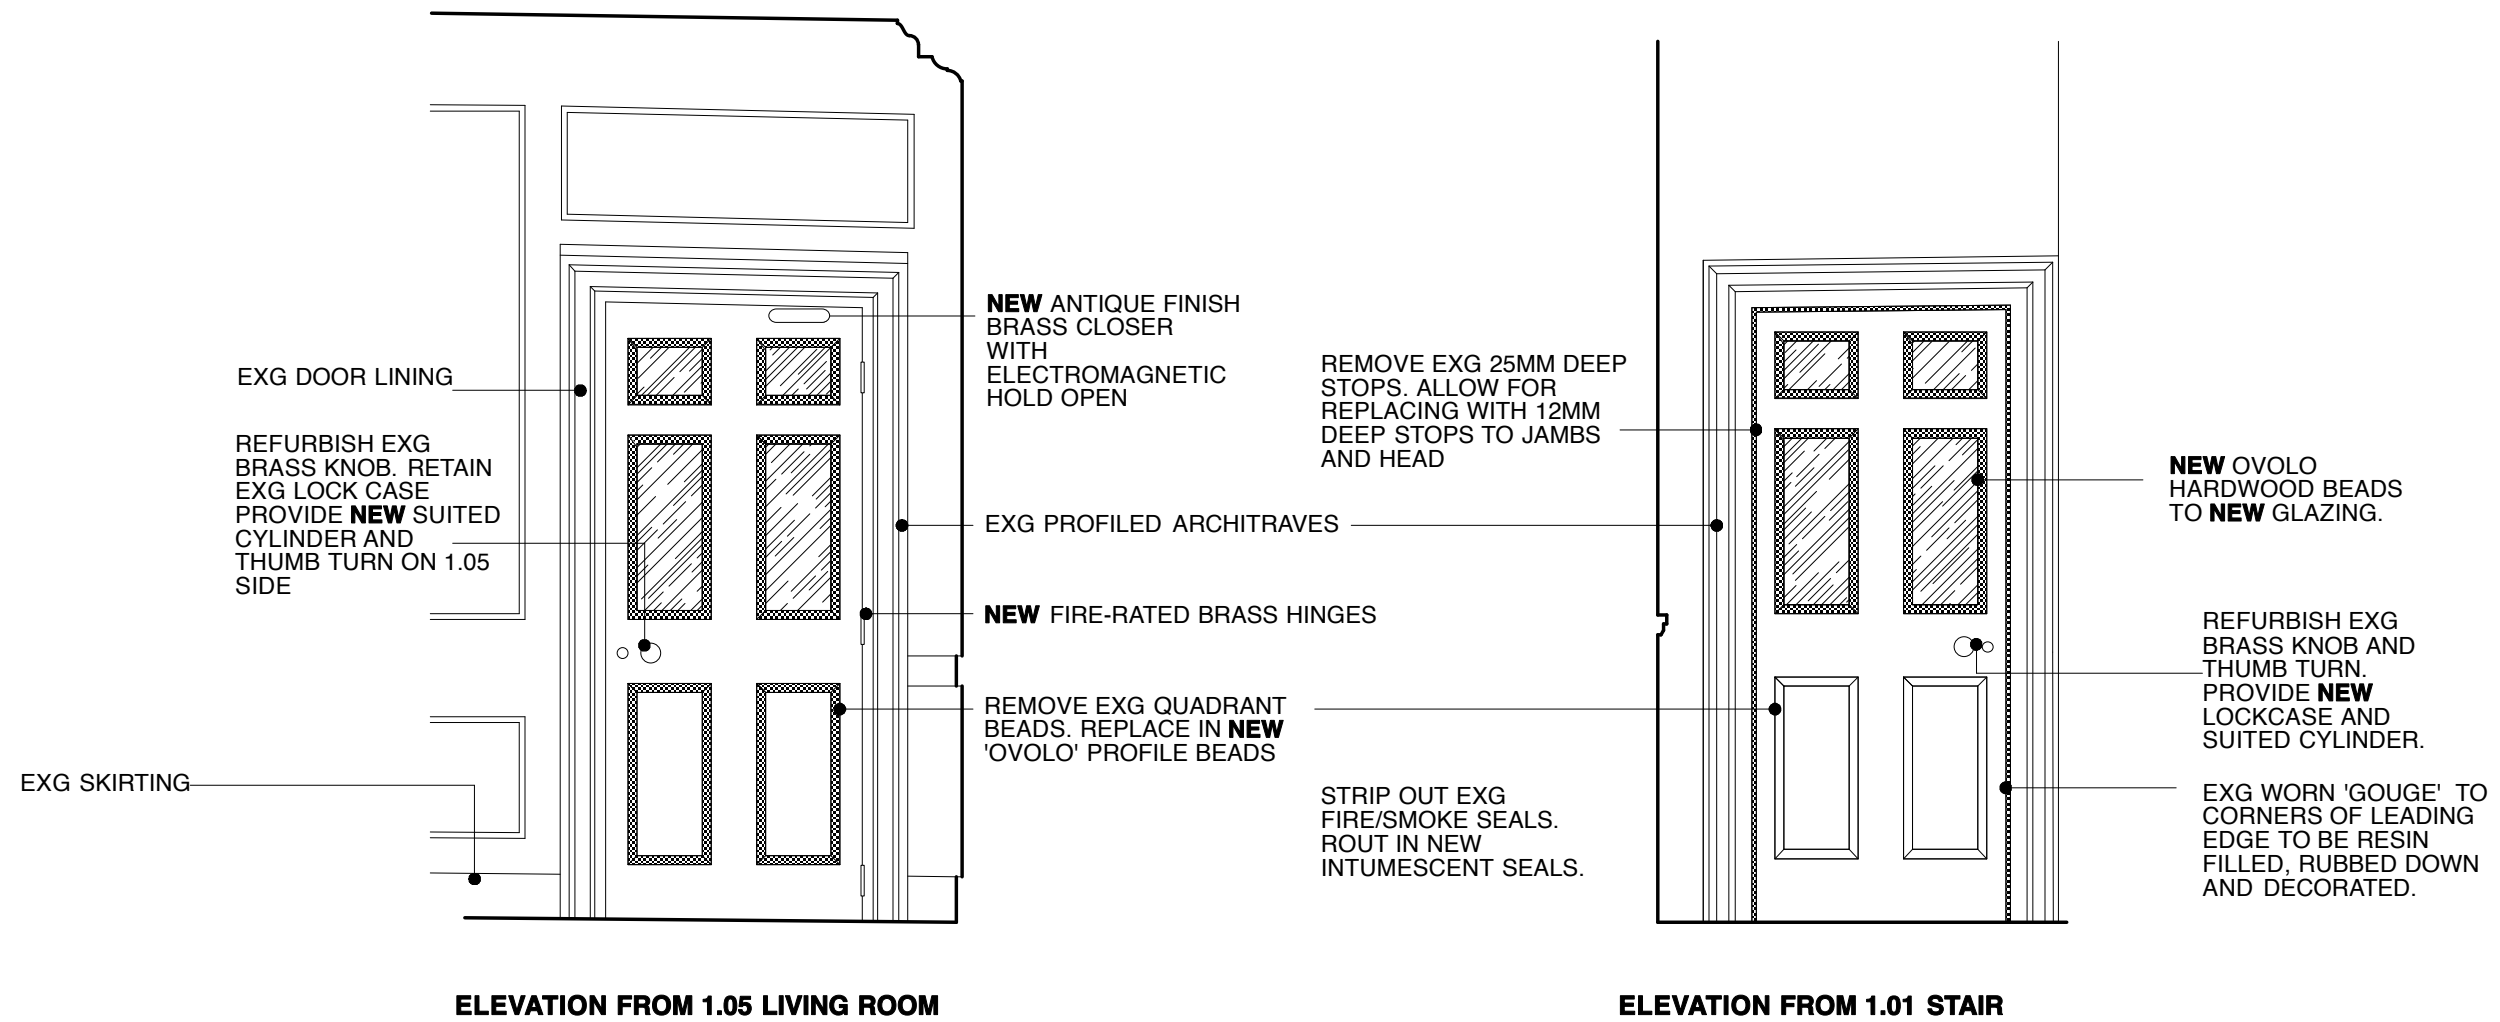 EXG DOOR LINING
REFURBISH EXG
BRASS KNOB. RETAIN
EXG LOCK CASE
PROVIDE NEW SUITED
CYLINDER AND
THUMB TURN ON 1.05
SIDE
EXG SKIRTING
NEW ANTIQUE FINISH
BRASS CLOSER
WITH
ELECTROMAGNETIC
HOLD OPEN
EXG PROFILED ARCHITRAVES
NEW FIRE-RATED BRASS HINGES
REMOVE EXG QUADRANT
BEADS. REPLACE IN NEW
'OVOLO' PROFILE BEADS
REMOVE EXG 25MM DEEP
STOPS. ALLOW FOR
REPLACING WITH 12MM
DEEP STOPS TO JAMBS
AND HEAD
STRIP OUT EXG
FIRE/SMOKE SEALS.
ROUT IN NEW
INTUMESCENT SEALS.
NEW OVOLO
HARDWOOD BEADS
TO NEW GLAZING.
REFURBISH EXG
BRASS KNOB AND
THUMB TURN.
PROVIDE NEW
LOCKCASE AND
SUITED CYLINDER.
EXG WORN 'GOUGE' TO
CORNERS OF LEADING
EDGE TO BE RESIN
FILLED, RUBBED DOWN
AND DECORATED.
ELEVATION FROM 1.05 LIVING ROOM
ELEVATION FROM 1.01 STAIR